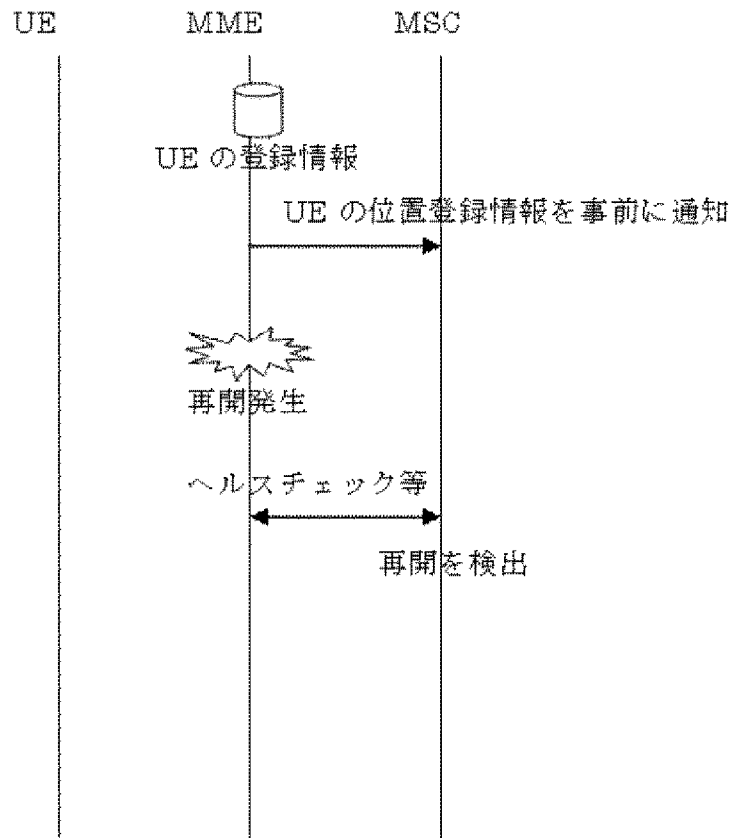 UE MME MSC
UE の登録情報
UE の位置登録情報を事前に通知
再開発生
ヘルスチェック等
再開を検出